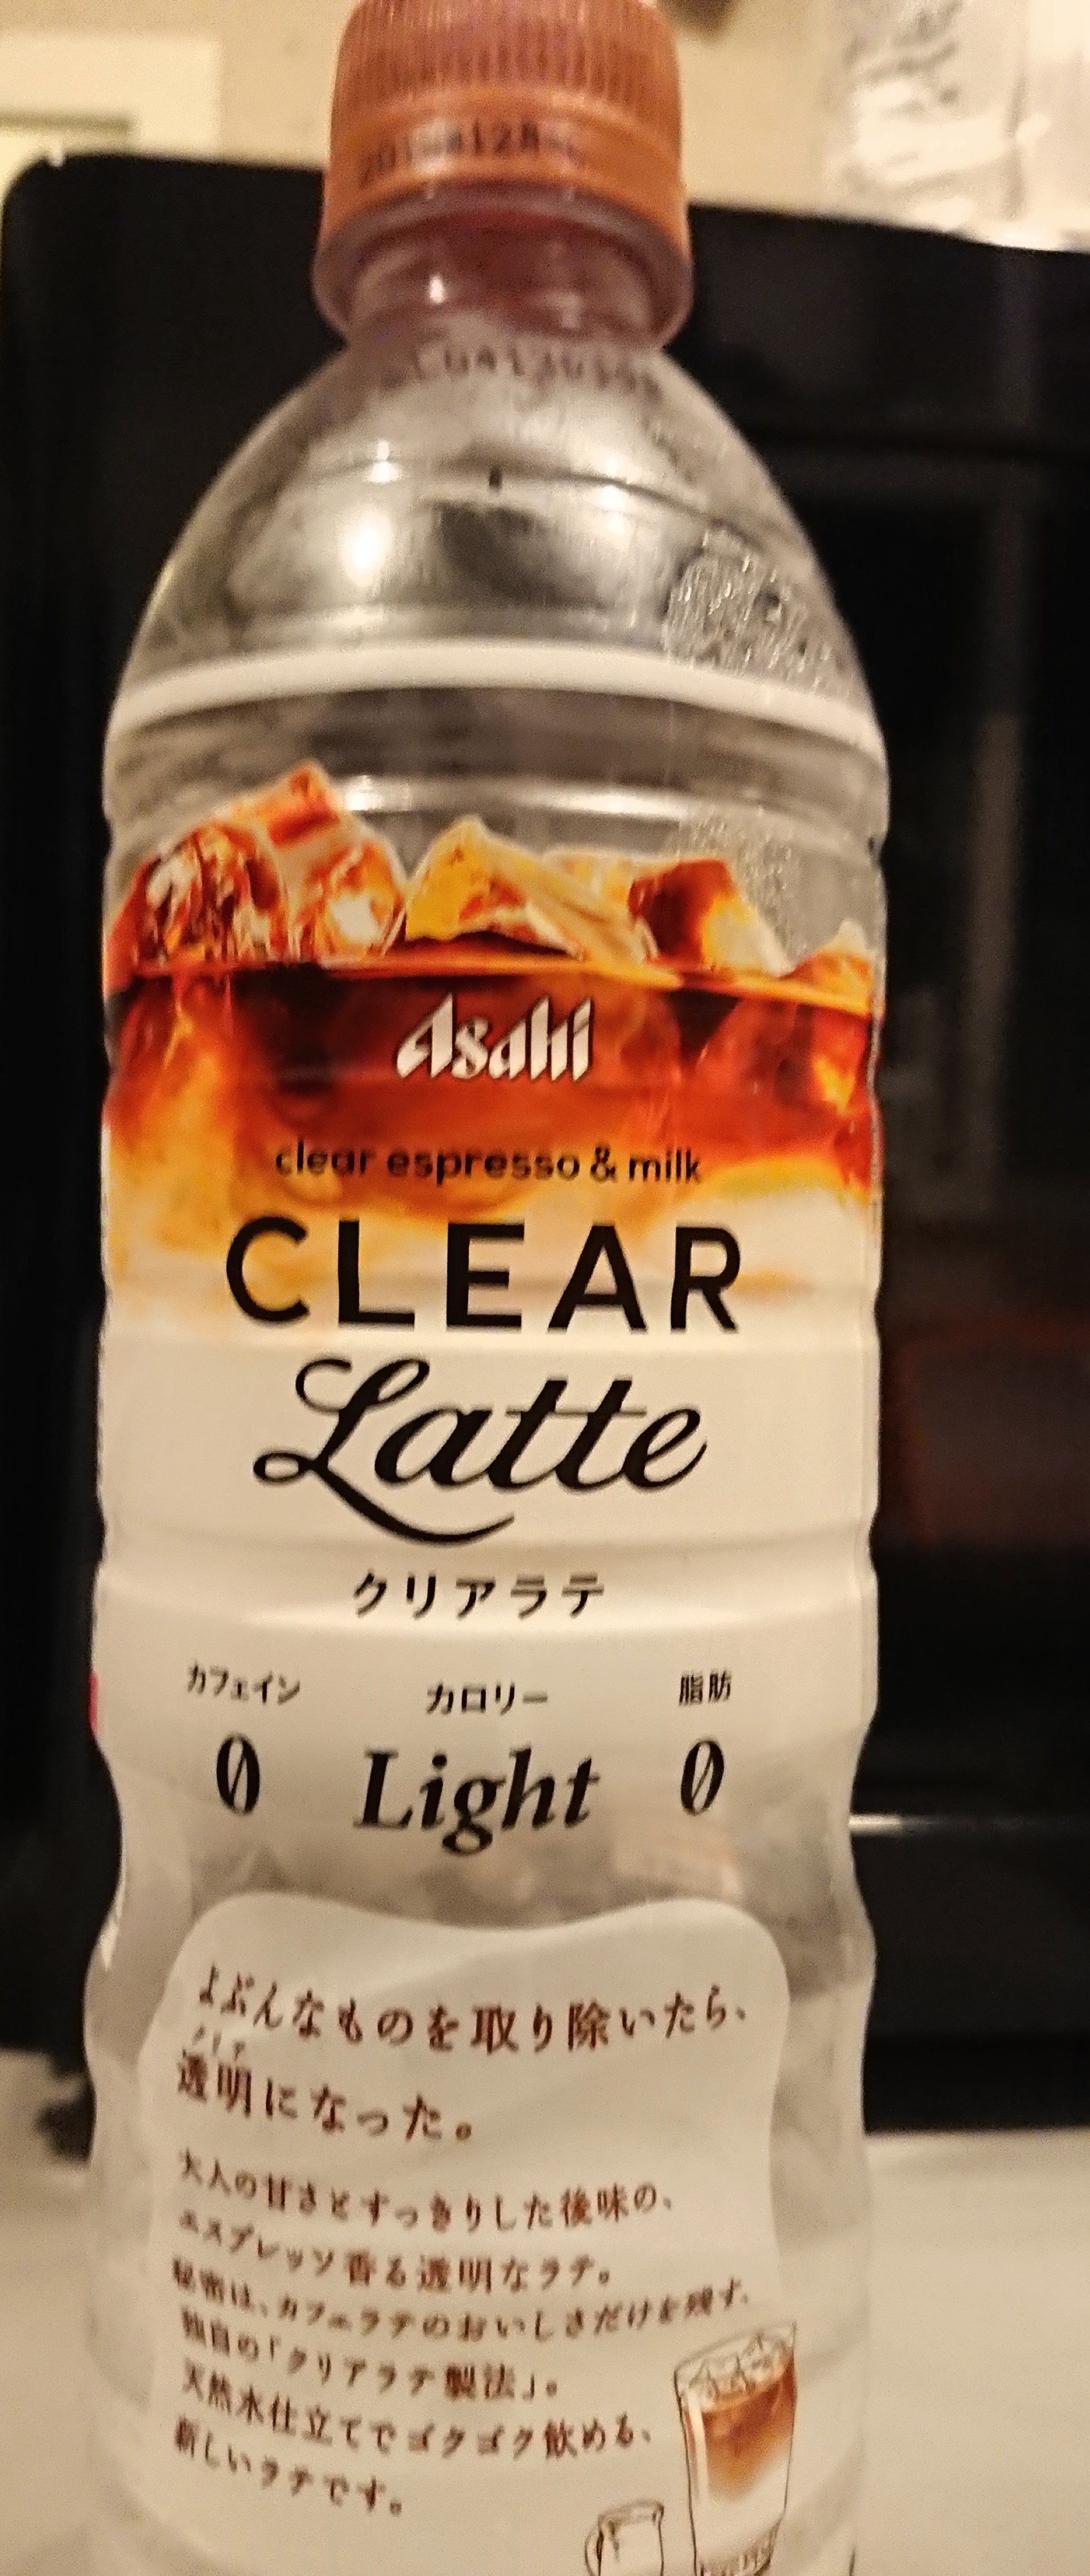 Asahi
clear espresso & milk
CLEAR
Latte
クリアラテ
カフェイン カロリー 脂肪
0 Light 0
よぶんなものを取り除いたら、
クリア
透明になった。
大人の甘さとすっきりした後味の、
エスプレッソ香る透明なラテ。
秘密は、カフェラテのおいしさだけを残す、
独自の「クリアラテ製法」。
天然水仕立てでゴクゴク飲める、
新しいラテです。